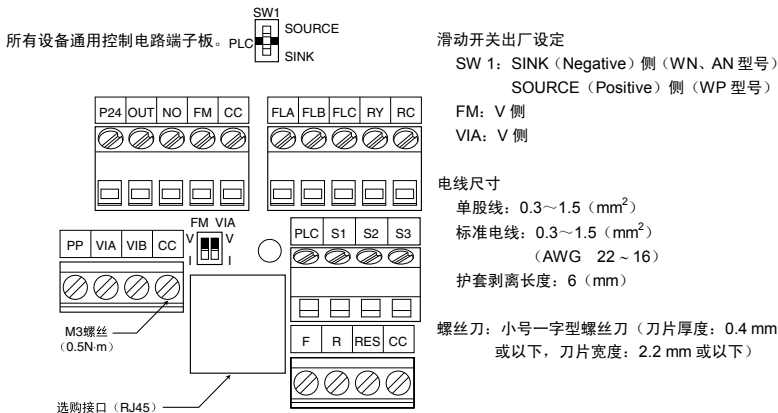 所有设备通用控制电路端子板。
SW1
PLC
SOURCE
SINK
滑动开关出厂设定
SW 1：SINK（Negative）侧（WN、AN 型号）
SOURCE（Positive）侧（WP 型号）
FM：V 侧
VIA：V 侧
P24 OUT NO FM CC
FLA FLB FLC RY RC
电线尺寸
单股线：0.3～1.5（mm²）
标准电线：0.3～1.5（mm²）
（AWG 22 ~ 16）
护套剥离长度：6（mm）
FM VIA
V V
I I
PP VIA VIB CC
PLC S1 S2 S3
M3螺丝
（0.5N·m）
F R RES CC
螺丝刀：小号一字型螺丝刀（刀片厚度：0.4 mm
或以下，刀片宽度：2.2 mm 或以下）
选购接口（RJ45）